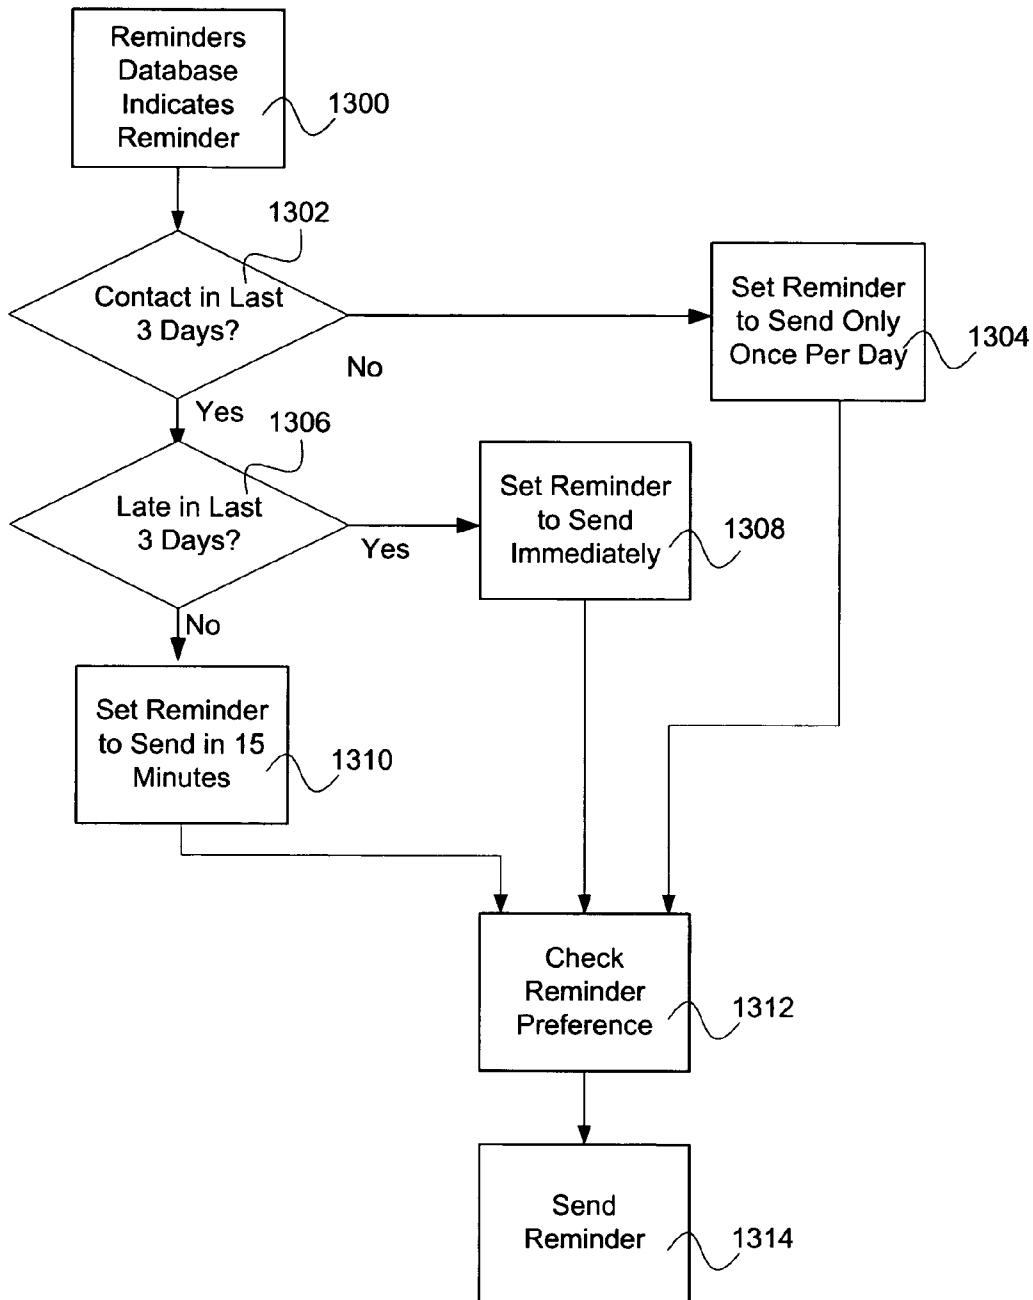 Reminders
Database
Indicates
Reminder
1300
1302
Contact in Last
3 Days?
No
Set Reminder
to Send Only
Once Per Day
1304
Yes
1306
Late in Last
3 Days?
Yes
Set Reminder
to Send
Immediately
1308
No
Set Reminder
to Send in 15
Minutes
1310
Check
Reminder
Preference
1312
Send
Reminder
1314